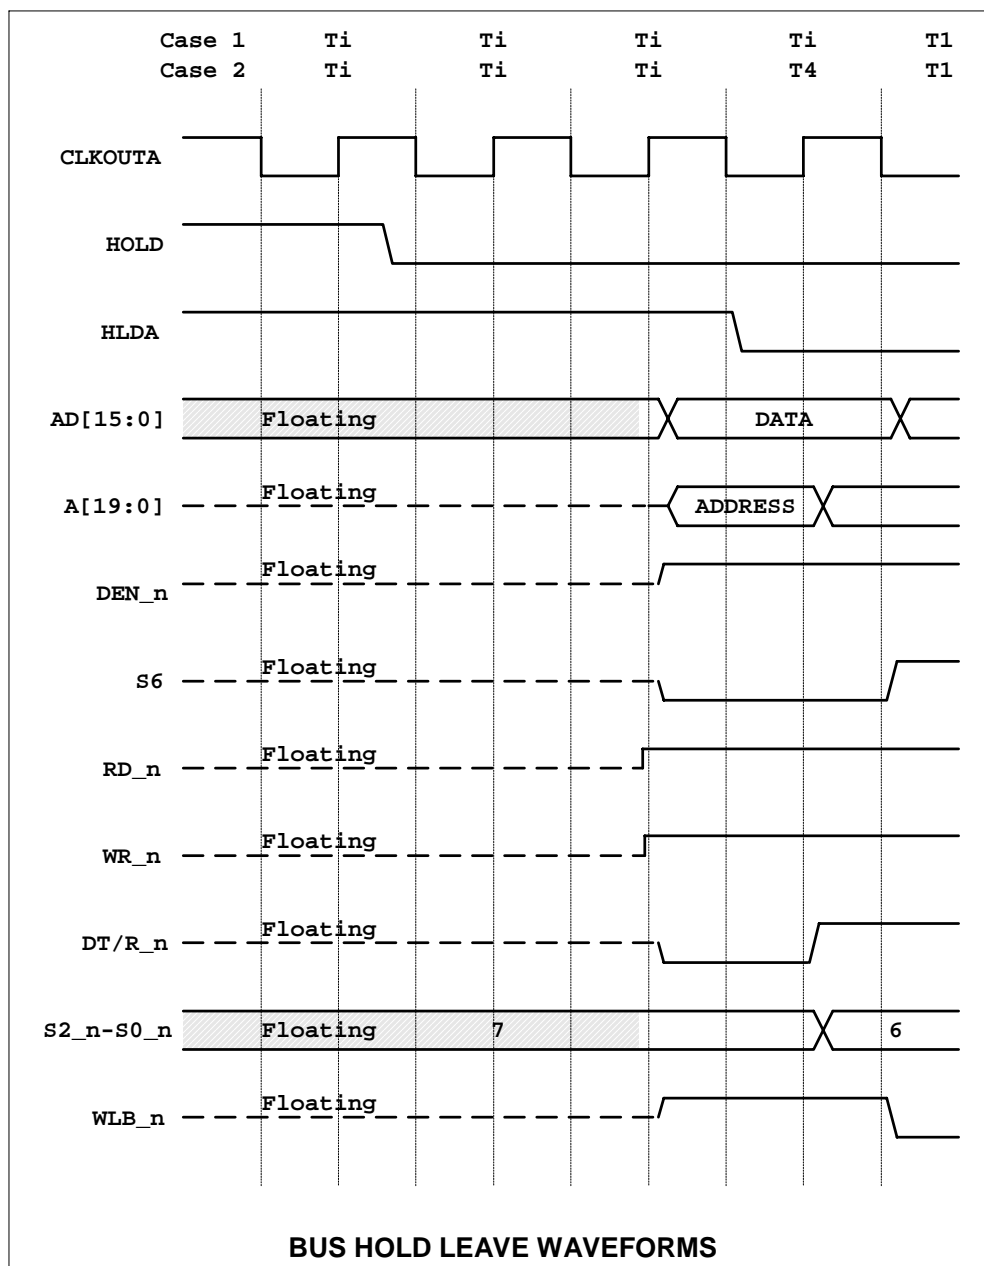 Case 1 Ti Ti Ti Ti T1
Case 2 Ti Ti Ti T4 T1
CLKOUTA
HOLD
HLDA
AD[15:0] Floating DATA
A[19:0] Floating ADDRESS
DEN_n Floating
S6 Floating
RD_n Floating
WR_n Floating
DT/R_n Floating
S2_n-S0_n Floating 7 6
WLB_n Floating
BUS HOLD LEAVE WAVEFORMS